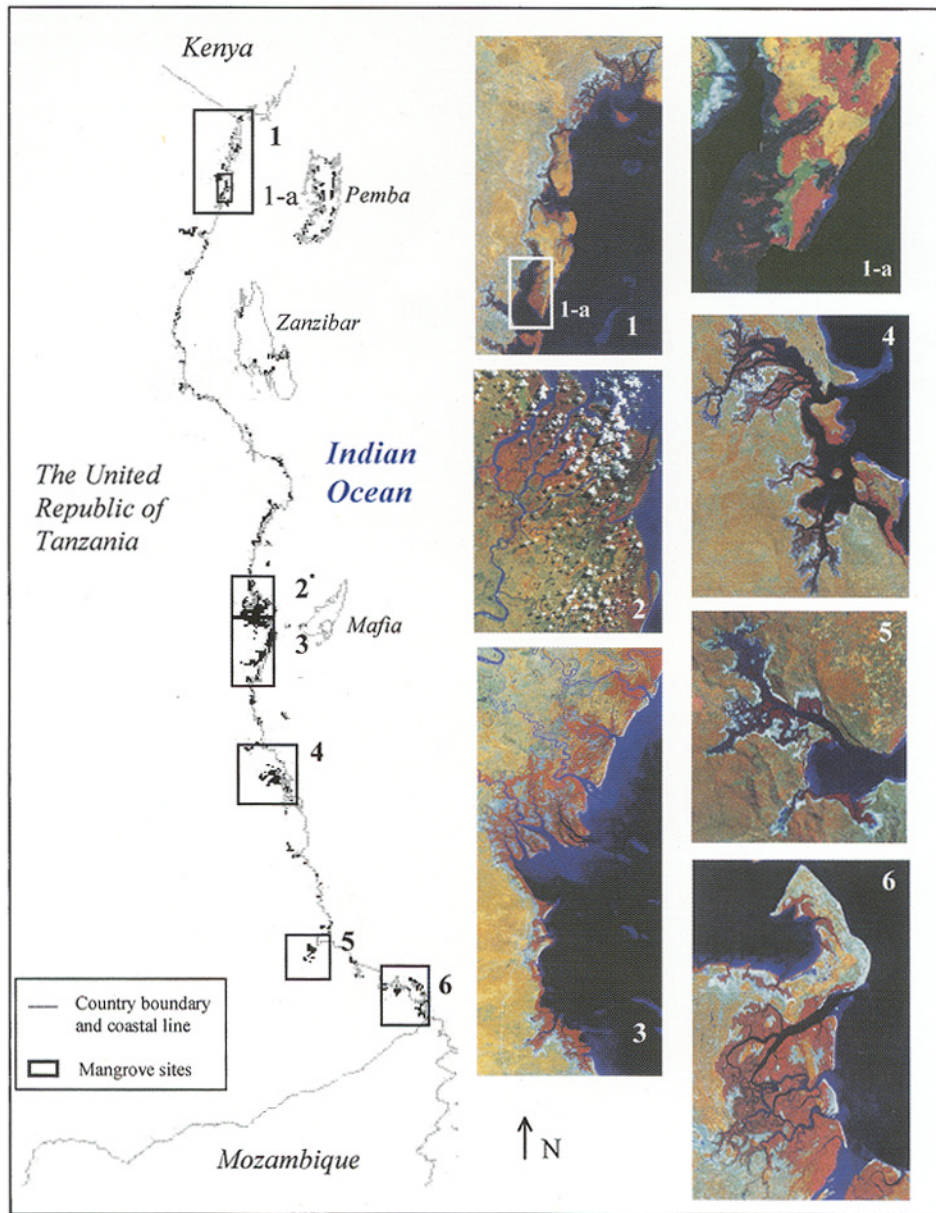 Kenya
1
1-a
Pemba
Zanzibar
The United
Republic of
Tanzania
Indian
Ocean
2*
3
Mafia
4
5
6
Country boundary
and coastal line
Mangrove sites
Mozambique
N
1-a
1
2
3
1-a
4
5
6